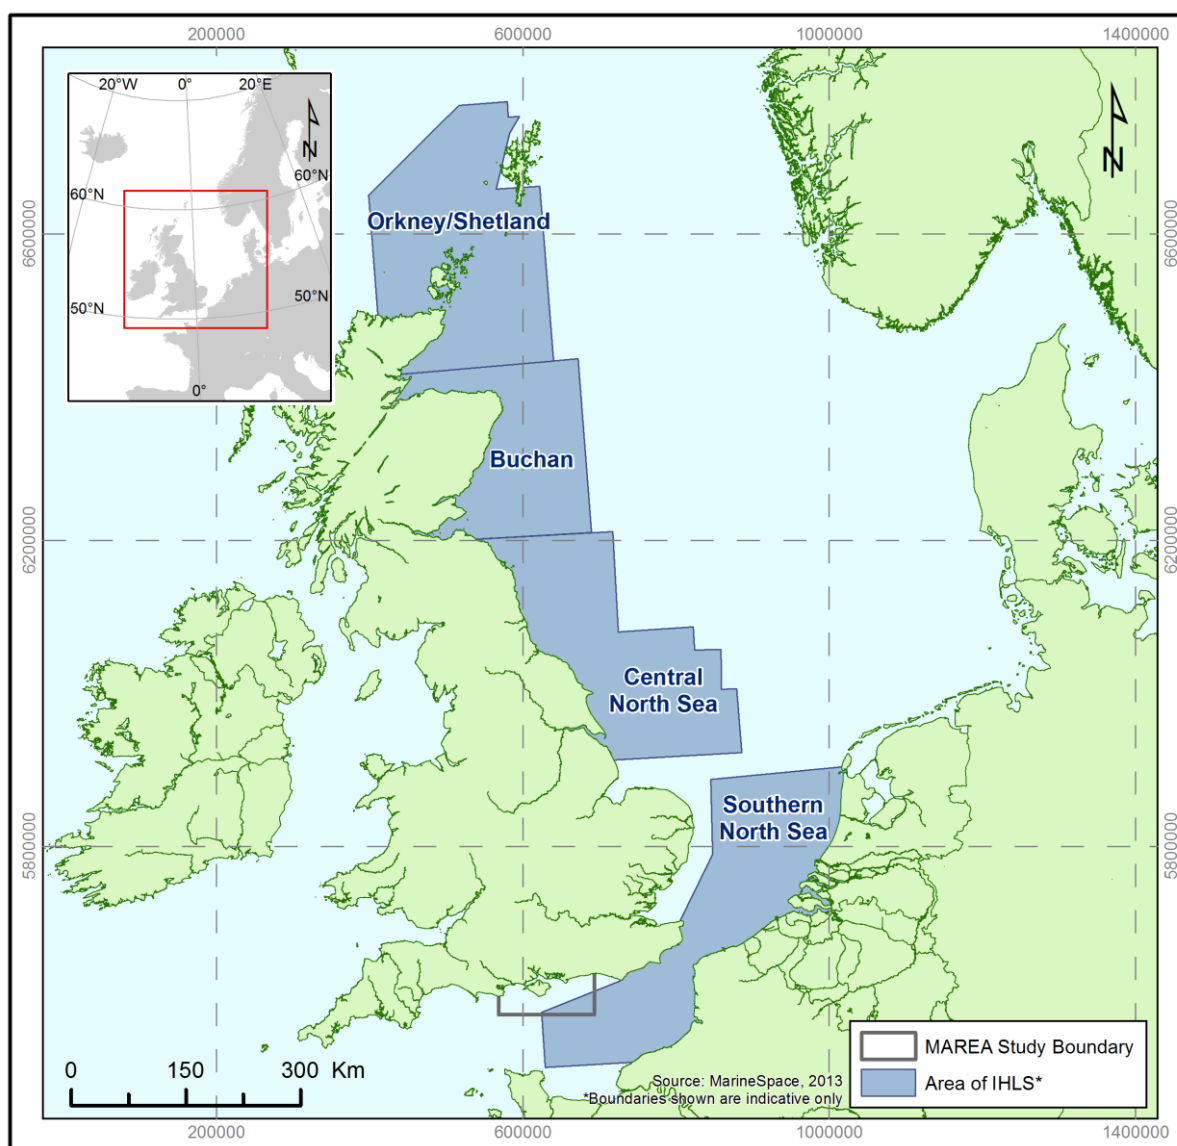 200000 600000 1000000 1400000
20°W 0° 20°E
N
60°N 60°N
50°N 50°N
0°
N
6600000 6600000
Orkney/Shetland
Buchan
6200000 6200000
Central
North Sea
Southern
North Sea
5800000 5800000
0 150 300 Km
MAREA Study Boundary
Area of IHLS*
Source: MarineSpace, 2013
*Boundaries shown are indicative only
200000 600000 1000000 1400000